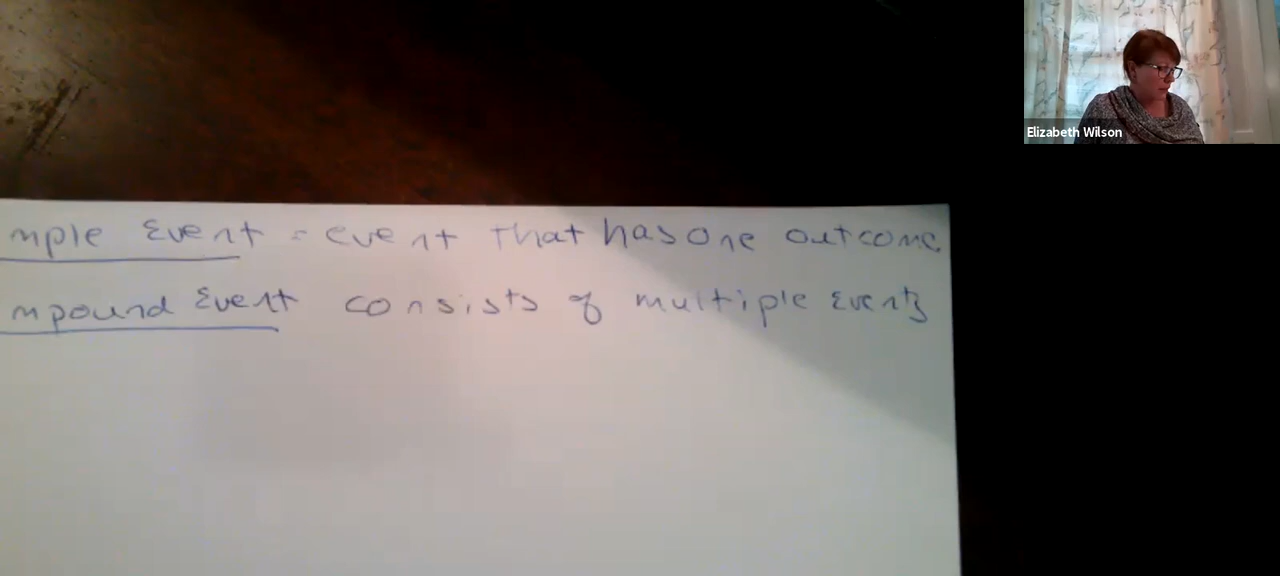 Elizabeth Wilson
mple Event = event that has one outcome
mpound Event consists of multiple Events